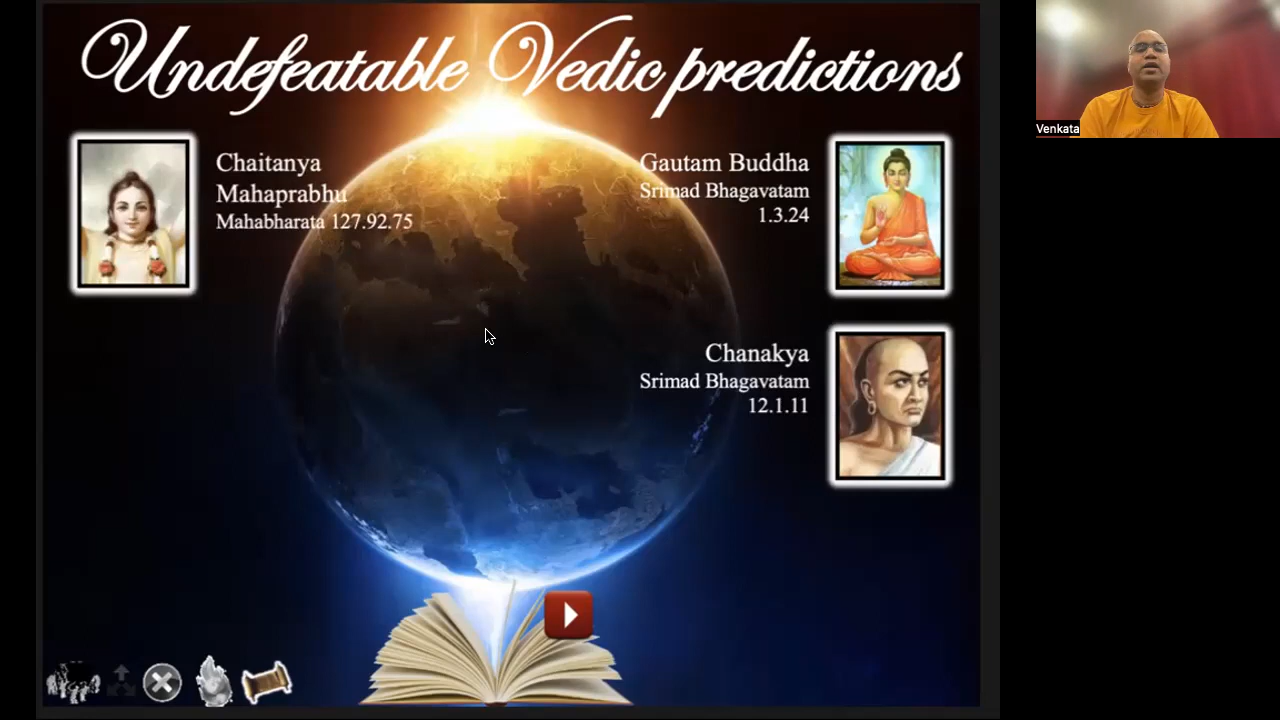 Undefeatable Vedic predictions
Chaitanya
Mahaprabhu
Mahabharata 127.92.75
Gautam Buddha
Srimad Bhagavatam
1.3.24
Chanakya
Srimad Bhagavatam
12.1.11
Venkata